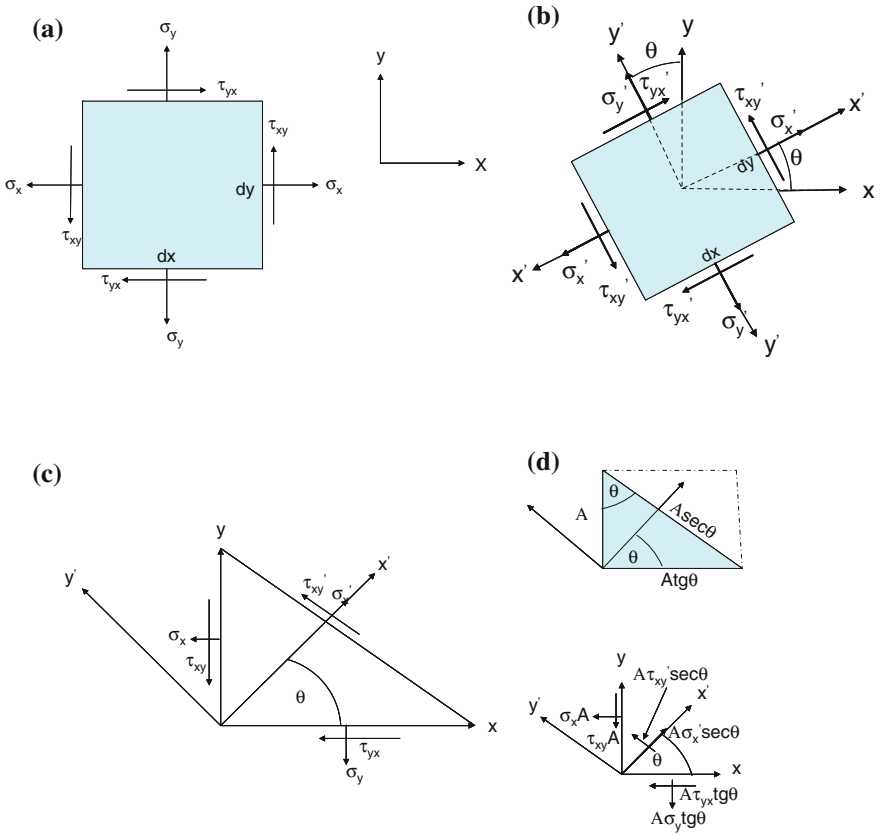 (a)
σy
τyx
τxy
σx
dy
σx
τxy
dx
τyx
σy
y
x
(b)
y'
θ
y
σy'
τyx'
τxy'
σx'
x'
dy
θ
x
dx
x'
σx'
τxy'
τyx'
σy'
y'
(c)
y
y'
x'
τxy'
σx'
σx
τxy
θ
x
τyx
σy
(d)
θ
A
Asecθ
θ
Atgθ
y
Aτxy'secθ
y'
x'
σxA
τxyA
Aσx'secθ
θ
x
Aτyxtgθ
Aσytgθ